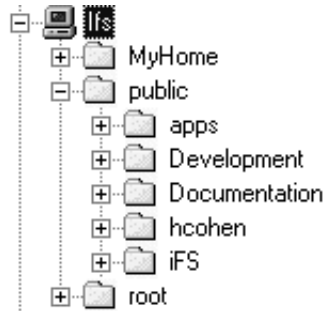 Ifs
MyHome
public
apps
Development
Documentation
hcohen
iFS
root